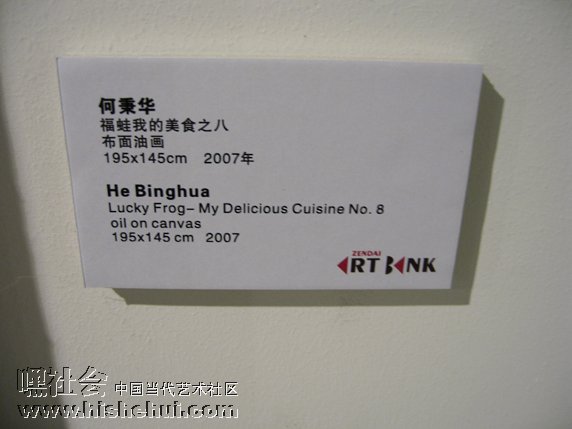 何秉华
福蛙我的美食之八
布面油画
195x145cm 2007年
He Binghua
Lucky Frog– My Delicious Cuisine No. 8
oil on canvas
195x145 cm 2007
ZENDAI
ART BANK
嘿社会 中国当代艺术社区
www.hishehui.com